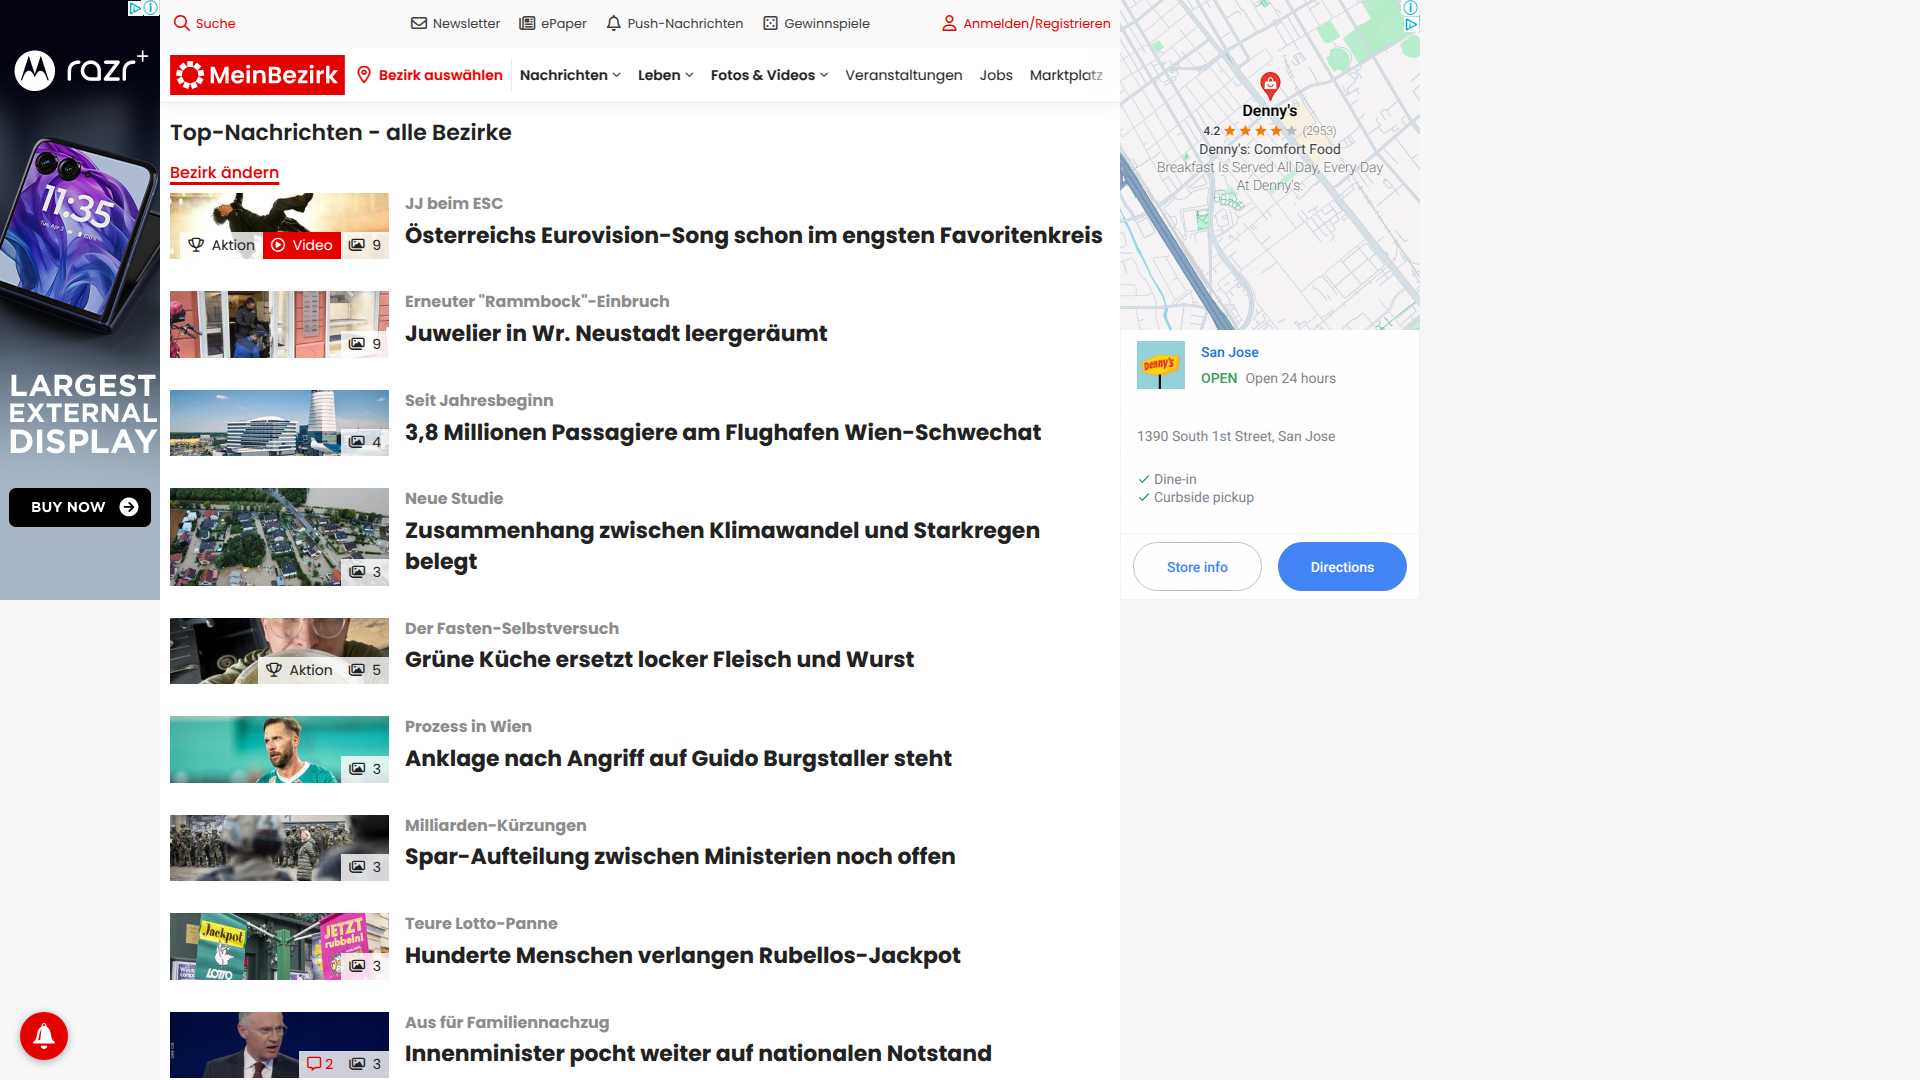 razr+
11:35
LARGEST
EXTERNAL
DISPLAY
BUY NOW
Suche
Newsletter
ePaper
Push-Nachrichten
Gewinnspiele
Anmelden/Registrieren
MeinBezirk
Bezirk auswählen
Nachrichten
Leben
Fotos & Videos
Veranstaltungen
Jobs
Marktplatz
Top-Nachrichten - alle Bezirke
Bezirk ändern
Aktion
Video
9
JJ beim ESC
Österreichs Eurovision-Song schon im engsten Favoritenkreis
9
Erneuter "Rammbock"-Einbruch
Juwelier in Wr. Neustadt leergeräumt
4
Seit Jahresbeginn
3,8 Millionen Passagiere am Flughafen Wien-Schwechat
3
Neue Studie
Zusammenhang zwischen Klimawandel und Starkregen
belegt
Aktion
5
Der Fasten-Selbstversuch
Grüne Küche ersetzt locker Fleisch und Wurst
3
Prozess in Wien
Anklage nach Angriff auf Guido Burgstaller steht
3
Milliarden-Kürzungen
Spar-Aufteilung zwischen Ministerien noch offen
Jackpot
LOTTO
JETZT
rubbeln!
3
Teure Lotto-Panne
Hunderte Menschen verlangen Rubellos-Jackpot
2
3
Aus für Familiennachzug
Innenminister pocht weiter auf nationalen Notstand
Denny's
4.2
(2953)
Denny's: Comfort Food
Breakfast Is Served All Day, Every Day
At Denny's.
Denny's
San Jose
OPEN Open 24 hours
1390 South 1st Street, San Jose
Dine-in
Curbside pickup
Store info
Directions